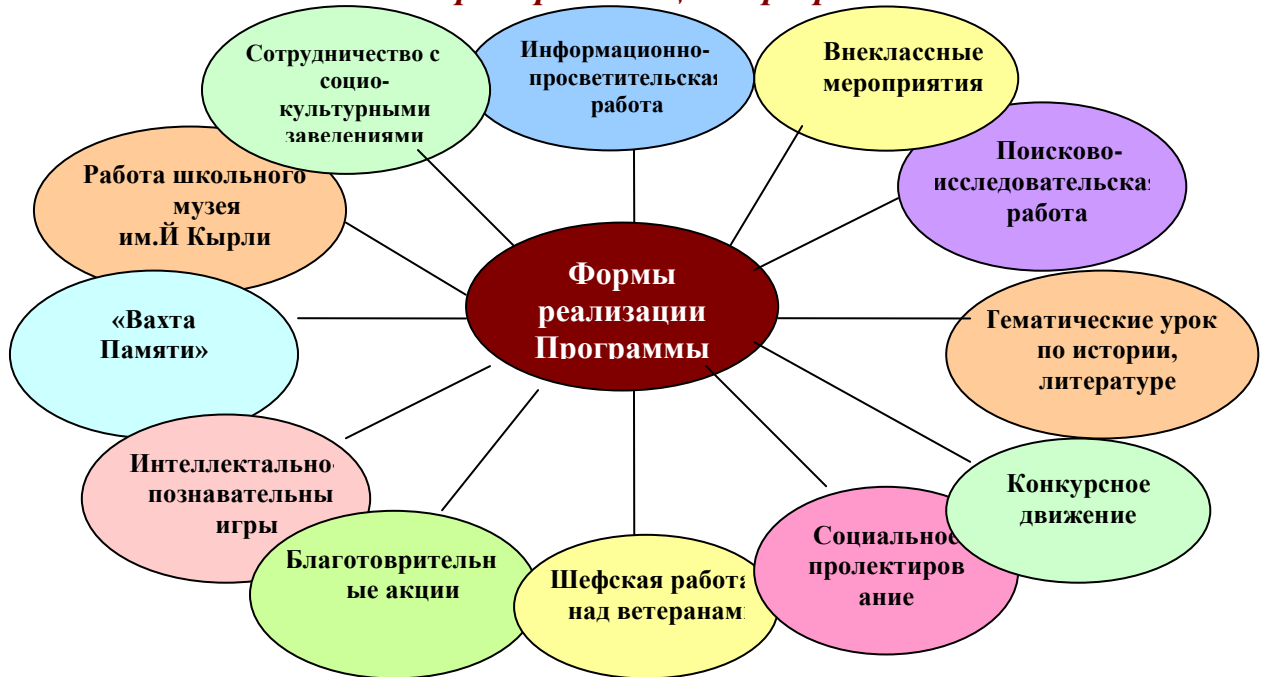 Сотрудничество с
социо-
культурными
заведениями
Информационно-
просветительская
работа
Внеклассные
мероприятия
Поисково-
исследовательская
работа
Работа школьного
музея
им.Й Кырли
Формы
реализации
Программы
«Вахта
Памяти»
Тематические урок
по истории,
литературе
Интеллектально-
познавательны
игры
Конкурсное
движение
Благотоврительн
ые акции
Шефская работа
над ветеранами
Социальное
пролектиров
ание